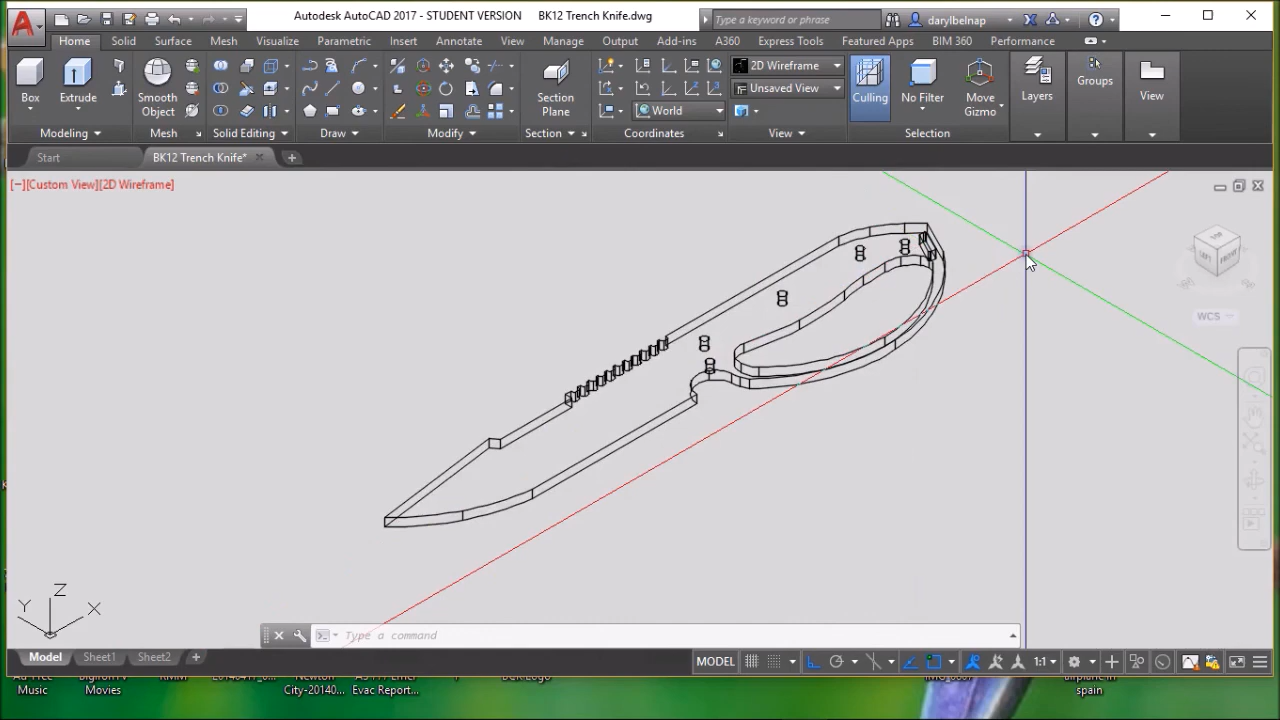 Autodesk AutoCAD 2017 - STUDENT VERSION BK12 Trench Knife.dwg
Type a keyword or phrase
darylbelnap
Home Solid Surface Mesh Visualize Parametric Insert Annotate View Manage Output Add-ins A360 Express Tools Featured Apps BIM 360 Performance
2D Wireframe
Unsaved View
World
Box
Extrude
Smooth
Object
Section
Plane
Culling
No Filter
Move
Gizmo
Layers
Groups
View
Modeling
Mesh
Solid Editing
Draw
Modify
Section
Coordinates
View
Selection
Start
BK12 Trench Knife*
[−][Custom View][2D Wireframe]
TOP
LEFT
FRONT
WCS
Z
Y
X
Type a command
Model
Sheet1
Sheet2
MODEL
1:1
Music
Movies
City-20140...
Evac Report...
spain